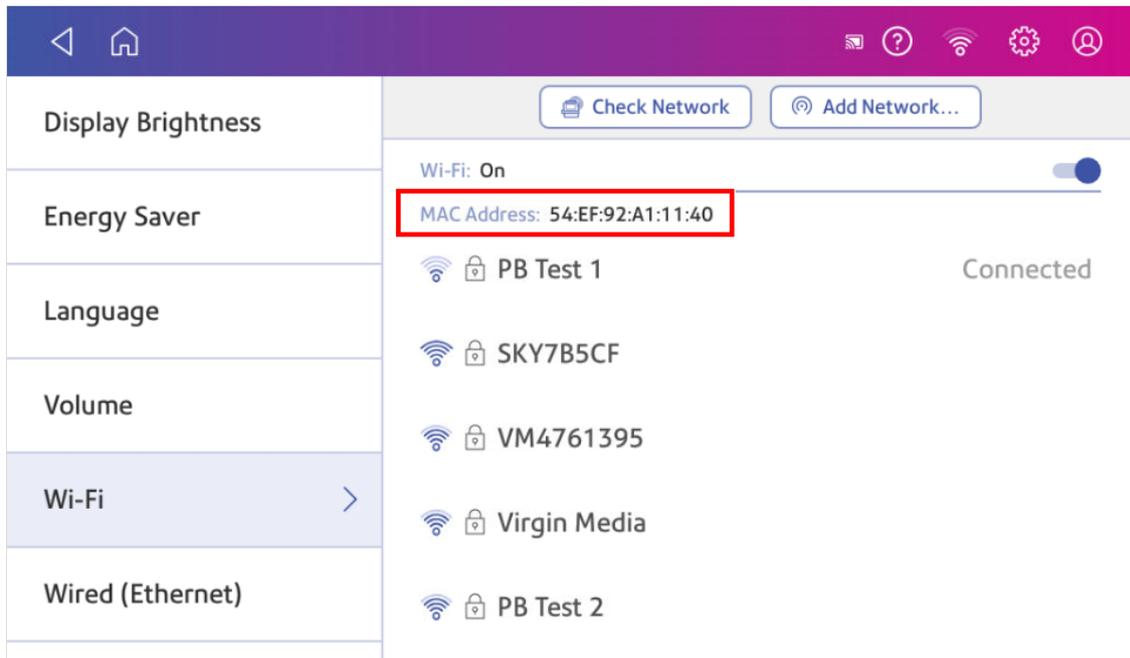 Display Brightness
Energy Saver
Language
Volume
Wi-Fi
Wired (Ethernet)
Check Network
Add Network...
Wi-Fi: On
MAC Address: 54:EF:92:A1:11:40
PB Test 1 Connected
SKY7B5CF
VM4761395
Virgin Media
PB Test 2